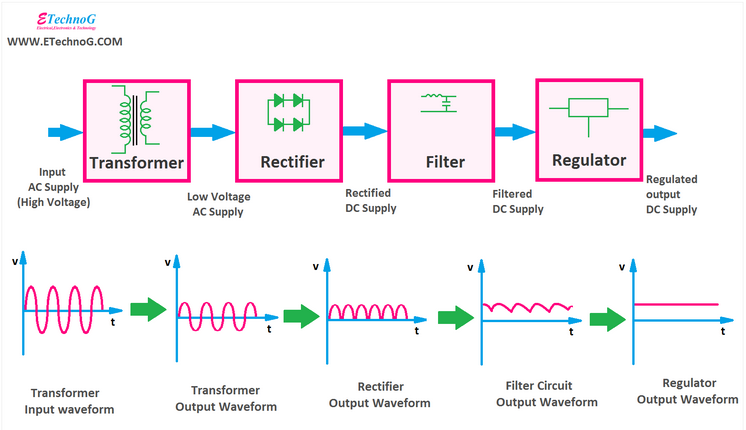 ETechnoG
Electrical, Electronics & Technology
WWW.ETechnoG.COM
Transformer
Rectifier
Filter
Regulator
Input
AC Supply
(High Voltage)
Low Voltage
AC Supply
Rectified
DC Supply
Filtered
DC Supply
Regulated
output
DC Supply
v
t
v
t
v
t
v
t
v
t
Transformer
Input waveform
Transformer
Output Waveform
Rectifier
Output Waveform
Filter Circuit
Output Waveform
Regulator
Output Waveform